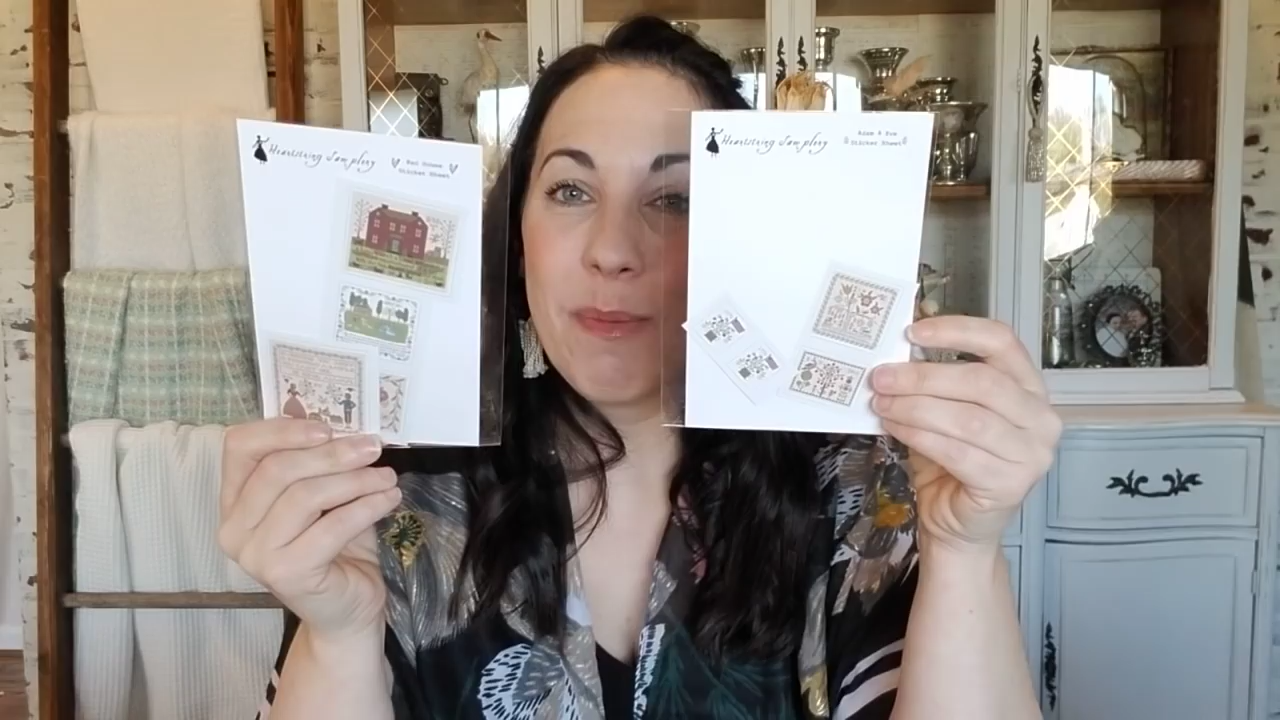 Heartstring Samplery
Red House
Sticker Sheet
Heartstring Samplery
Adam & Eve
Sticker Sheet